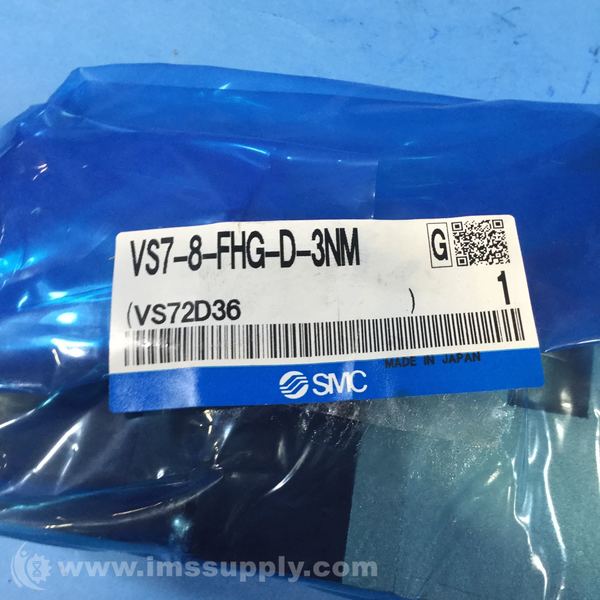 VS7-8-FHG-D-3NM
G
(VS72D36 )
1
MADE IN JAPAN
SMC
www.imssupply.com